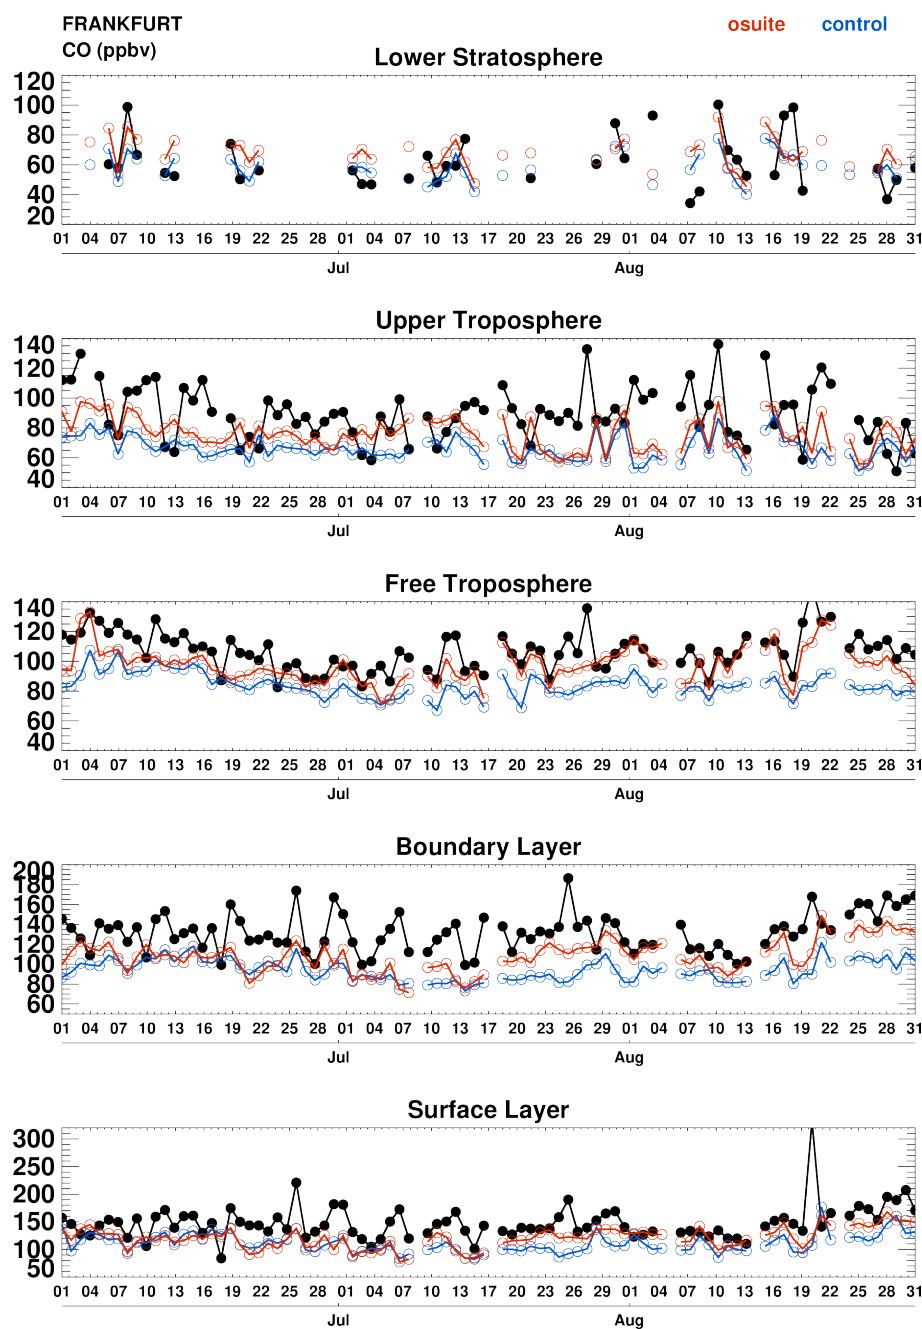 FRANKFURT osuite control
CO (ppbv)
Lower Stratosphere
120
100
80
60
40
20
01 04 07 10 13 16 19 22 25 28 01 04 07 10 14 17 20 23 26 29 01 04 07 10 13 16 19 22 25 28 31
Jul Aug
Upper Troposphere
140
120
100
80
60
40
01 04 07 10 13 16 19 22 25 28 01 04 07 10 14 17 20 23 26 29 01 04 07 10 13 16 19 22 25 28 31
Jul Aug
Free Troposphere
140
120
100
80
60
40
01 04 07 10 13 16 19 22 25 28 01 04 07 10 14 17 20 23 26 29 01 04 07 10 13 16 19 22 25 28 31
Jul Aug
Boundary Layer
200
180
160
140
120
100
80
60
01 04 07 10 13 16 19 22 25 28 01 04 07 10 14 17 20 23 26 29 01 04 07 10 13 16 19 22 25 28 31
Jul Aug
Surface Layer
300
250
200
150
100
50
01 04 07 10 13 16 19 22 25 28 01 04 07 10 14 17 20 23 26 29 01 04 07 10 13 16 19 22 25 28 31
Jul Aug